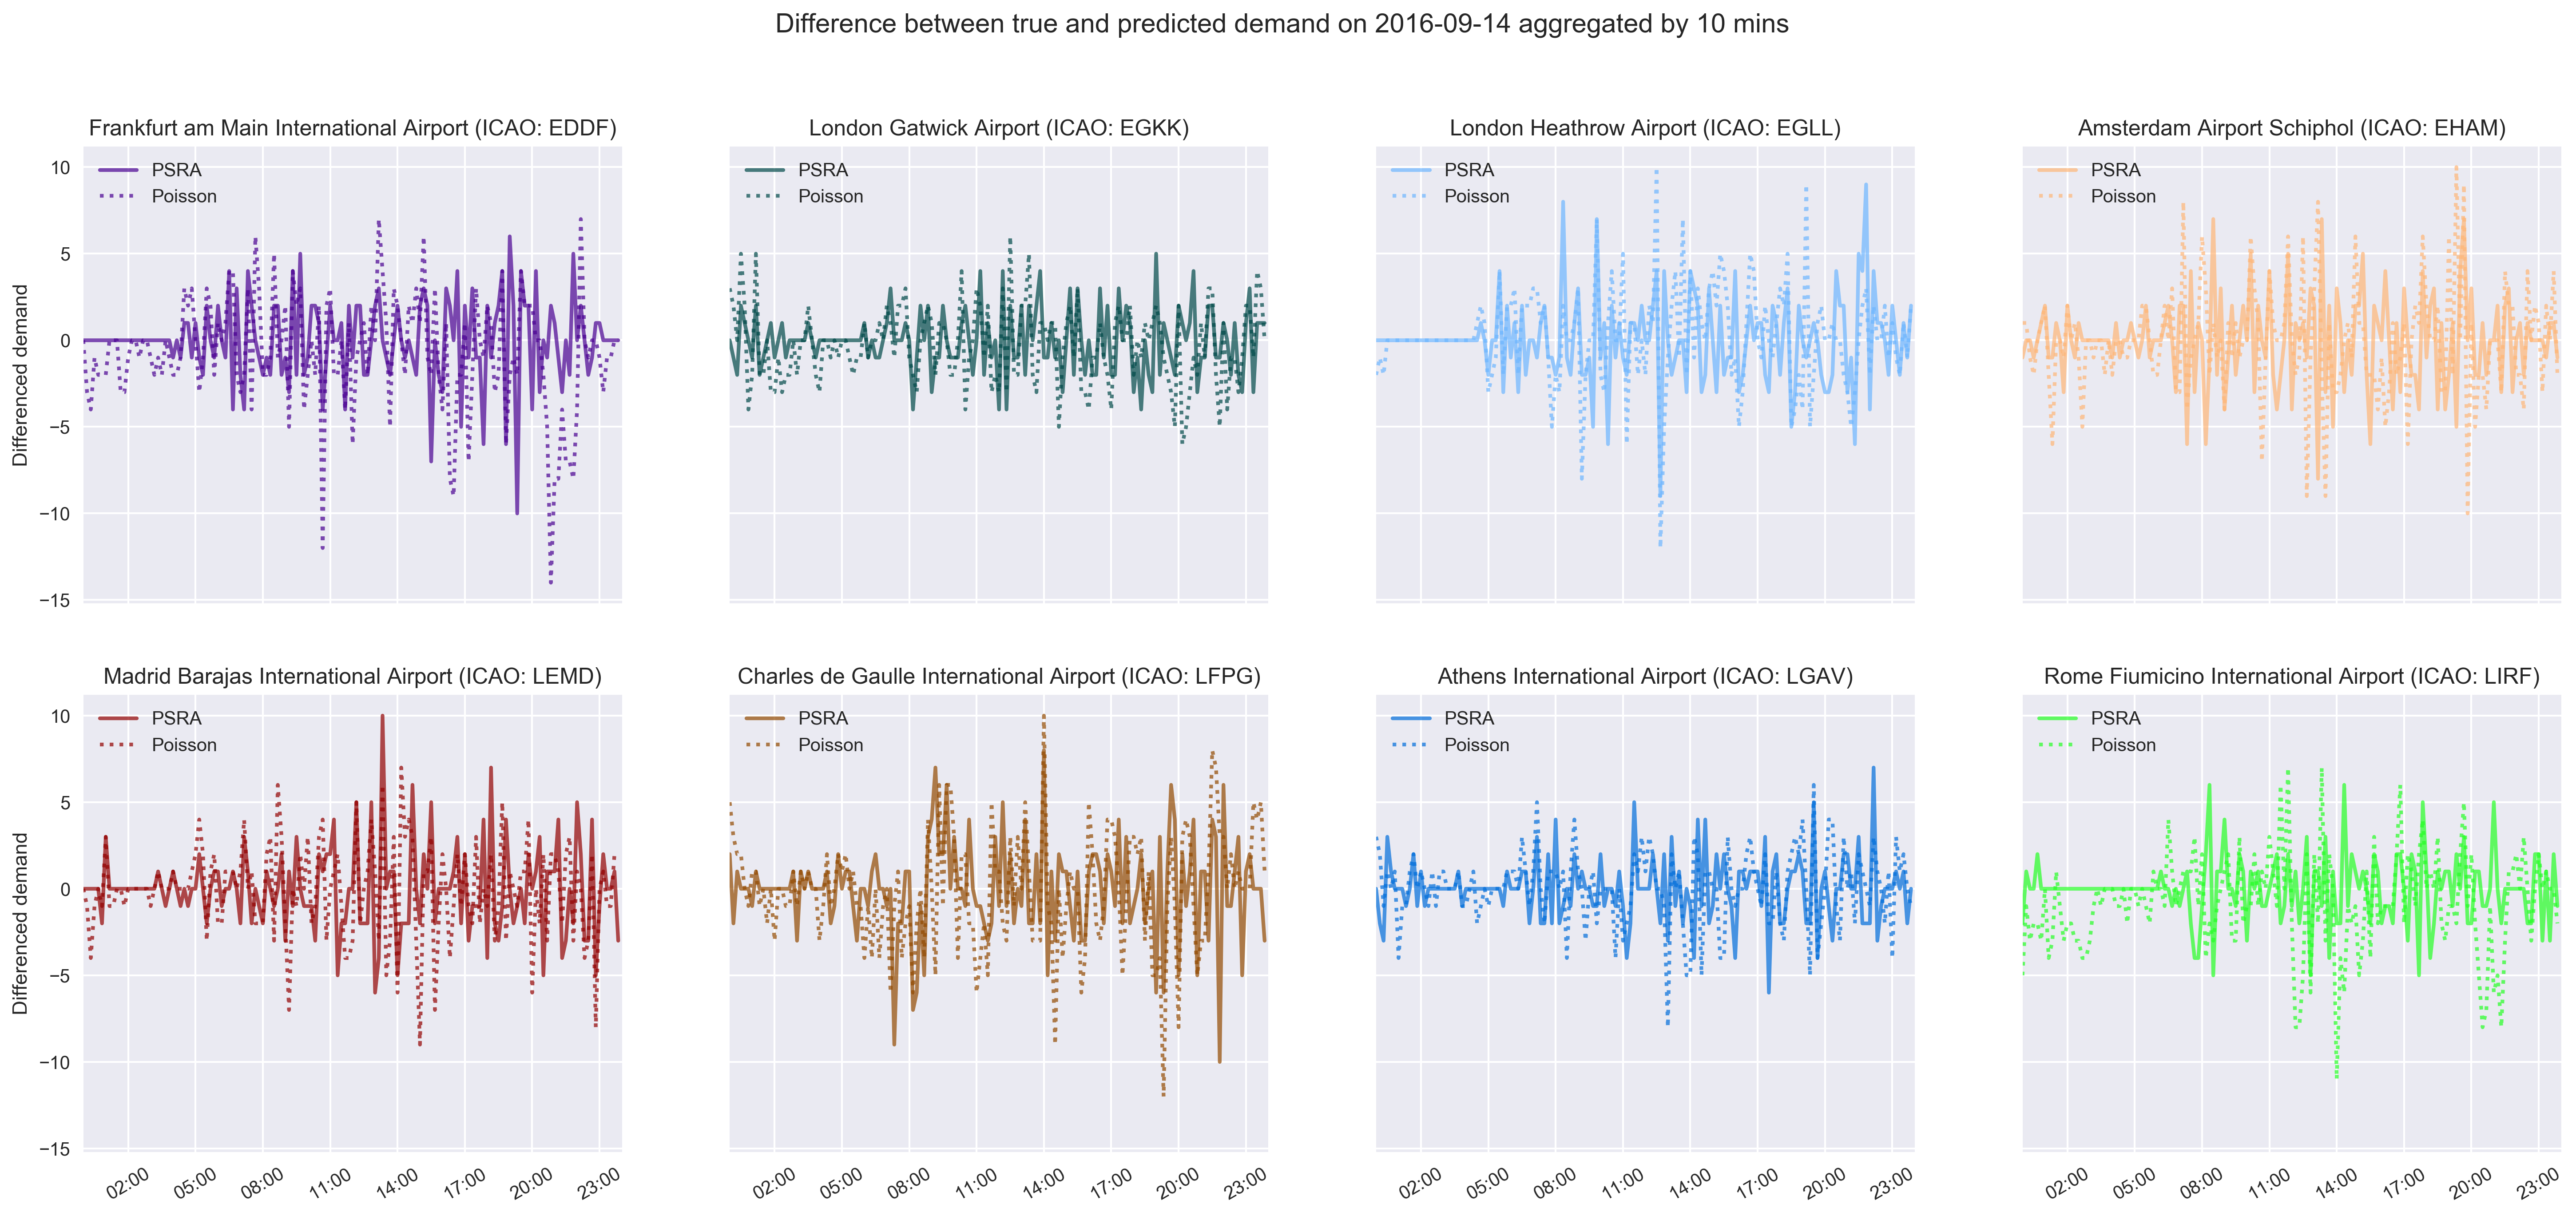 Difference between true and predicted demand on 2016-09-14 aggregated by 10 mins
Frankfurt am Main International Airport (ICAO: EDDF)
PSRA
Poisson
10
5
0
−5
−10
−15
Differenced demand
London Gatwick Airport (ICAO: EGKK)
PSRA
Poisson
London Heathrow Airport (ICAO: EGLL)
PSRA
Poisson
Amsterdam Airport Schiphol (ICAO: EHAM)
PSRA
Poisson
Madrid Barajas International Airport (ICAO: LEMD)
PSRA
Poisson
10
5
0
−5
−10
−15
Differenced demand
02:00 05:00 08:00 11:00 14:00 17:00 20:00 23:00
Charles de Gaulle International Airport (ICAO: LFPG)
PSRA
Poisson
02:00 05:00 08:00 11:00 14:00 17:00 20:00 23:00
Athens International Airport (ICAO: LGAV)
PSRA
Poisson
02:00 05:00 08:00 11:00 14:00 17:00 20:00 23:00
Rome Fiumicino International Airport (ICAO: LIRF)
PSRA
Poisson
02:00 05:00 08:00 11:00 14:00 17:00 20:00 23:00